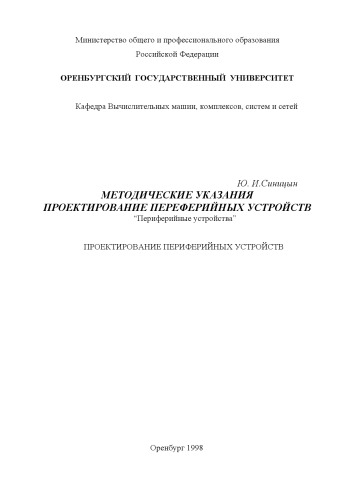 Министерство общего и профессионального образования
Российской Федерации
ОРЕНБУРГСКИЙ ГОСУДАРСТВЕННЫЙ УНИВЕРСИТЕТ
Кафедра Вычислительных машин, комплексов, систем и сетей
Ю. И.Синицын
МЕТОДИЧЕСКИЕ УКАЗАНИЯ
ПРОЕКТИРОВАНИЕ ПЕРЕФЕРИЙНЫХ УСТРОЙСТВ
“Периферийные устройства”
ПРОЕКТИРОВАНИЕ ПЕРИФЕРИЙНЫХ УСТРОЙСТВ
Оренбург 1998